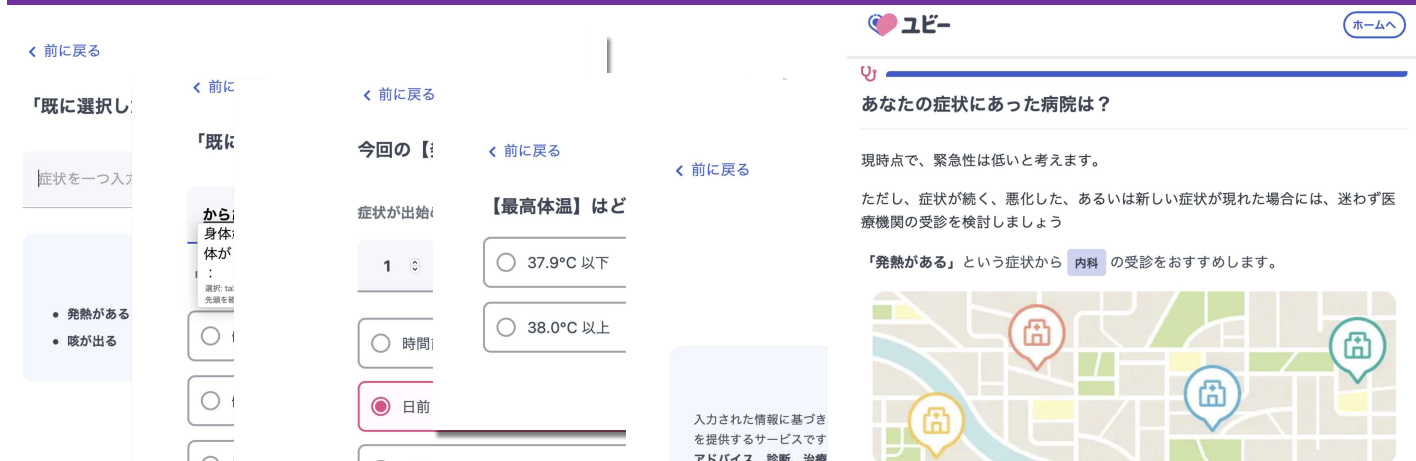 前に戻る
「既に選択し
症状を一つ入力
発熱がある
咳が出る
前に
「既に
から
身体
体が
:
選択:
先頭を
前に戻る
今回の【
症状が出始
1
時間
日前
前に戻る
【最高体温】はど
37.9°C 以下
38.0°C 以上
前に戻る
入力された情報に基づき
を提供するサービスです
アドバイス、診断、治療
ユビー
ホームへ
あなたの症状にあった病院は？
現時点で、緊急性は低いと考えます。
ただし、症状が続く、悪化した、あるいは新しい症状が現れた場合には、迷わず医
療機関の受診を検討しましょう
「発熱がある」という症状から 内科 の受診をおすすめします。